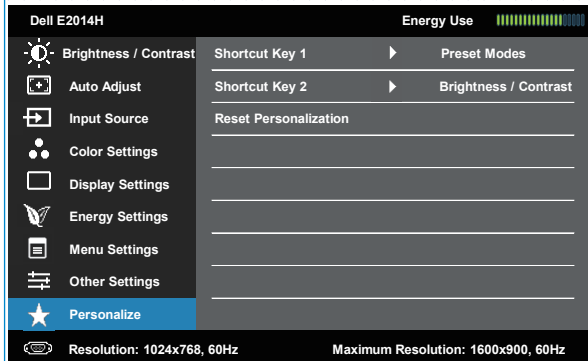 Dell E2014H Energy Use
Brightness / Contrast Shortcut Key 1 Preset Modes
Auto Adjust Shortcut Key 2 Brightness / Contrast
Input Source Reset Personalization
Color Settings
Display Settings
Energy Settings
Menu Settings
Other Settings
Personalize
Resolution: 1024x768, 60Hz Maximum Resolution: 1600x900, 60Hz